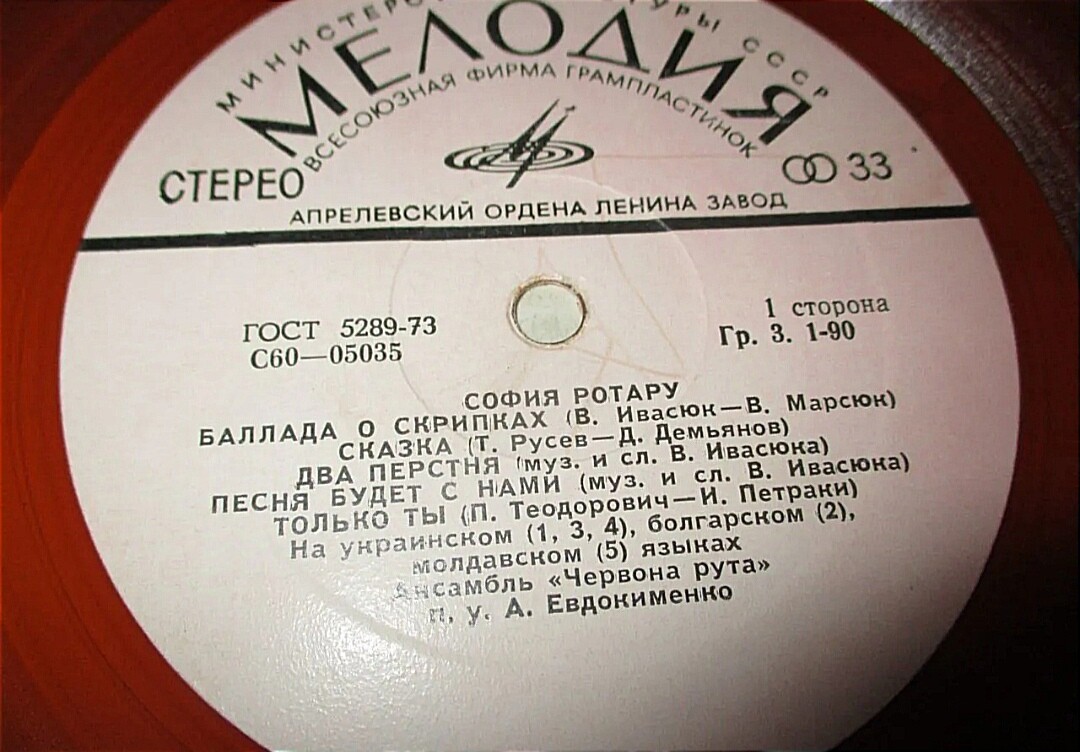 МИНИСТЕР УРЫ СССР
МЕЛОДИЯ
ВСЕСОЮЗНАЯ ФИРМА ГРАМПЛАСТИНОК
СТЕРЕО
33
АПРЕЛЕВСКИЙ ОРДЕНА ЛЕНИНА ЗАВОД
ГОСТ 5289-73
С60—05035
1 сторона
Гр. 3. 1-90
СОФИЯ РОТАРУ
БАЛЛАДА О СКРИПКАХ (В. Ивасюк—В. Марсюк)
СКАЗКА (Т. Русев—Д. Демьянов)
ДВА ПЕРСТНЯ (муз. и сл. В. Ивасюка)
ПЕСНЯ БУДЕТ С НАМИ (муз. и сл. В. Ивасюка)
ТОЛЬКО ТЫ (П. Теодорович—И. Петраки)
На украинском (1, 3, 4), болгарском (2),
молдавском (5) языках
Ансамбль «Червона рута»
п. у. А. Евдокименко